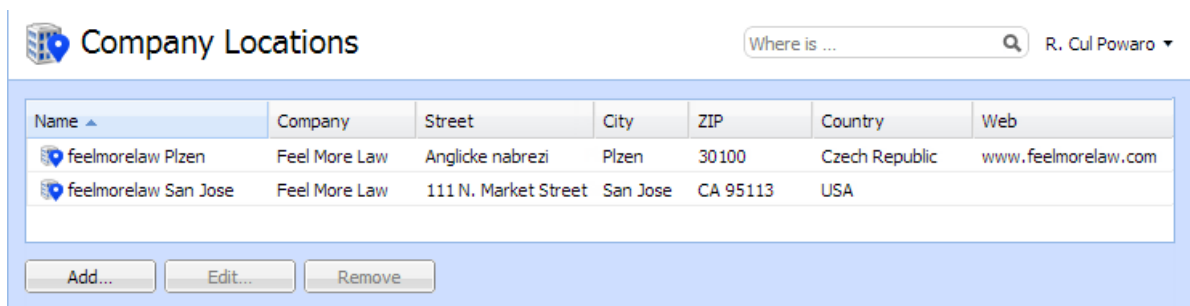 Company Locations Where is ... R. Cul Powaro
Name Company Street City ZIP Country Web
feelmorelaw Plzen Feel More Law Anglicke nabrezi Plzen 30100 Czech Republic www.feelmorelaw.com
feelmorelaw San Jose Feel More Law 111 N. Market Street San Jose CA 95113 USA
Add... Edit... Remove